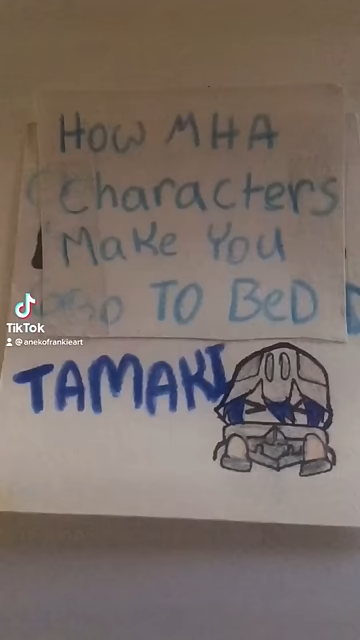 How MHA
Characters
Make You
Go TO BeD
TikTok
@anekofrankieart
TAMAKI